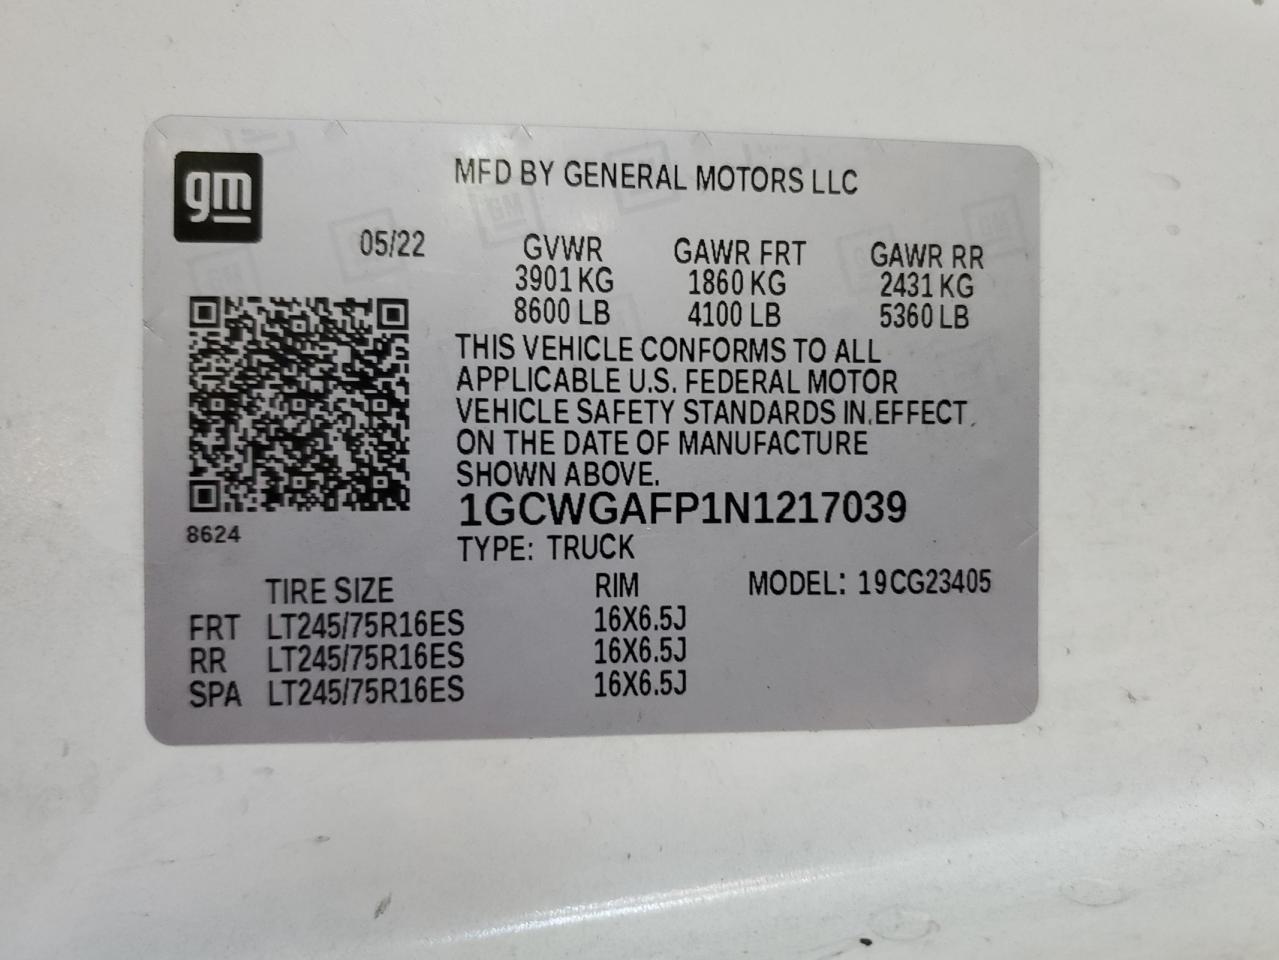 gm
MFD BY GENERAL MOTORS LLC
05/22 GVWR GAWR FRT GAWR RR
3901 KG 1860 KG 2431 KG
8600 LB 4100 LB 5360 LB
THIS VEHICLE CONFORMS TO ALL
APPLICABLE U.S. FEDERAL MOTOR
VEHICLE SAFETY STANDARDS IN EFFECT
ON THE DATE OF MANUFACTURE
SHOWN ABOVE.
1GCWGAFP1N1217039
8624
TYPE: TRUCK
TIRE SIZE RIM MODEL: 19CG23405
FRT LT245/75R16ES 16X6.5J
RR LT245/75R16ES 16X6.5J
SPA LT245/75R16ES 16X6.5J